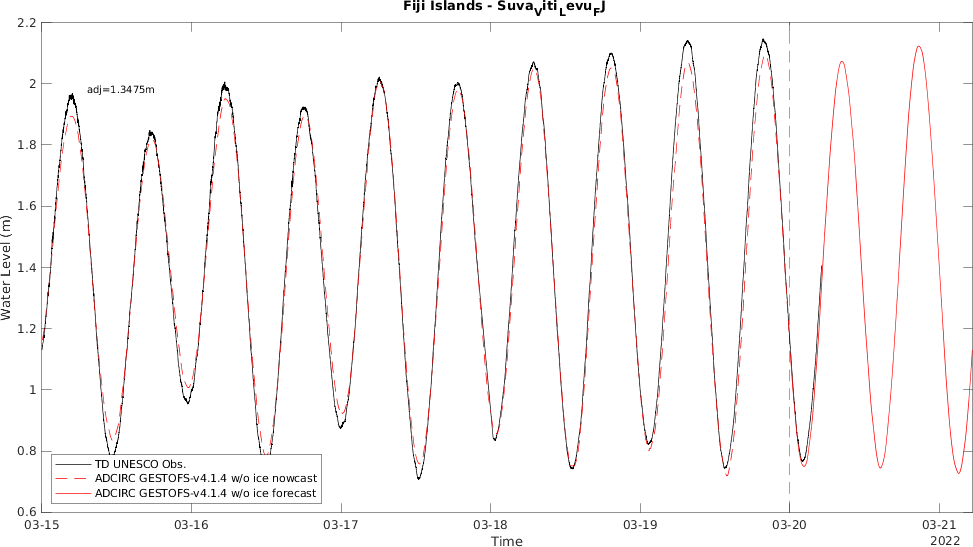 Fiji Islands - Suva_Viti_Levu_FJ
adj=1.3475m
2.2
2
1.8
1.6
1.4
1.2
1
0.8
0.6
Water Level (m)
TD UNESCO Obs.
ADCIRC GESTOFS-v4.1.4 w/o ice nowcast
ADCIRC GESTOFS-v4.1.4 w/o ice forecast
03-15 03-16 03-17 03-18 03-19 03-20 03-21
Time
2022